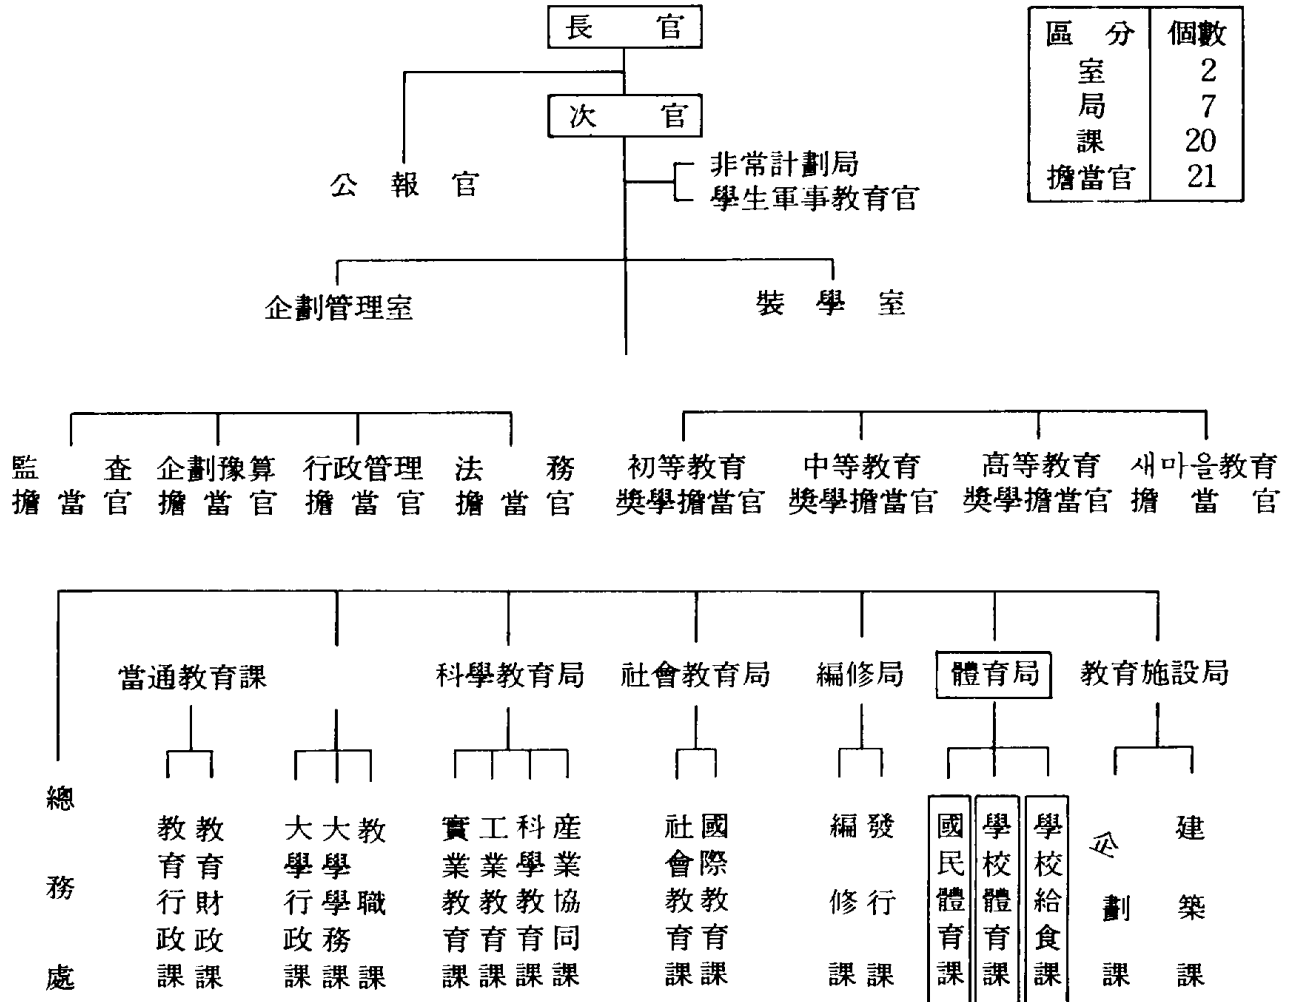 長官
區分 個數
室 2
局 7
課 20
擔當官 21
次官
公報官
非常計劃局
學生軍事教育官
企劃管理室
裝學室
監査擔當官
企劃豫算擔當官
行政管理擔當官
法務擔當官
初等教育獎學擔當官
中等教育獎學擔當官
高等教育獎學擔當官
새마을教育擔當官
當通教育課
科學教育局
社會教育局
編修局
體育局
教育施設局
總務處
教育行政課
教育財政課
大學行政課
大學學務課
教職課
實業教育課
工業教育課
科學教育課
産業協同課
社會教育課
國際教育課
編修課
發行課
國民體育課
學校體育課
學校給食課
企劃課
建築課